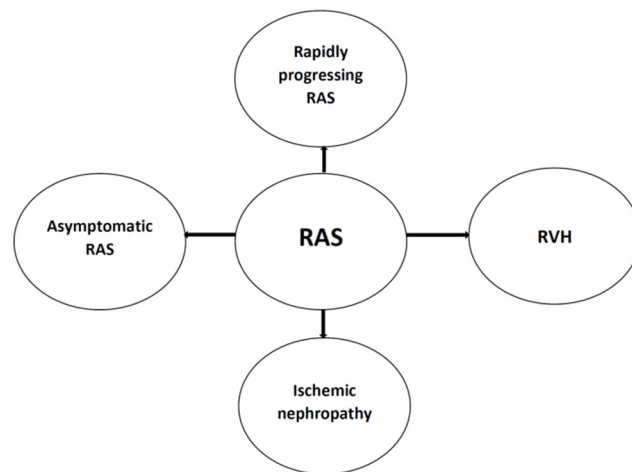 Rapidly
progressing
RAS
Asymptomatic
RAS
RAS
RVH
Ischemic
nephropathy